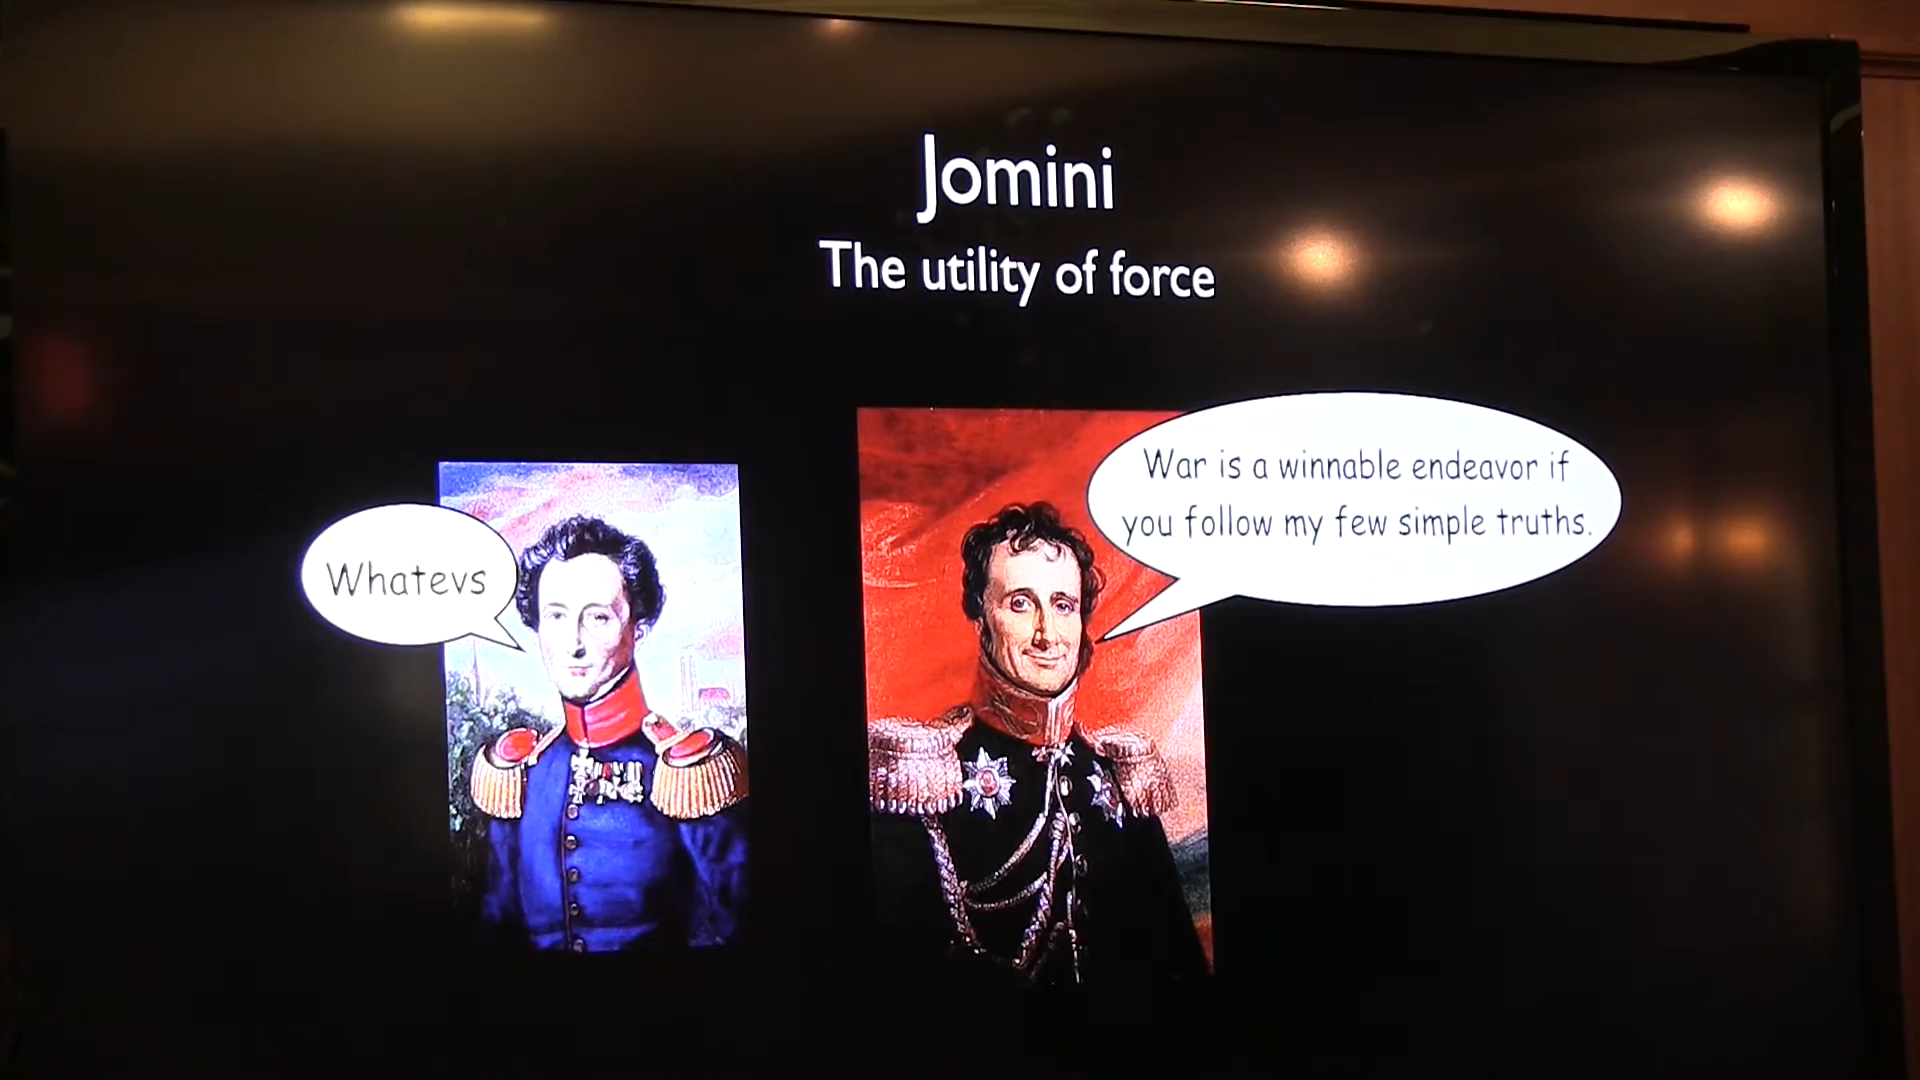 Jomini
The utility of force
Whatevs
War is a winnable endeavor if
you follow my few simple truths.